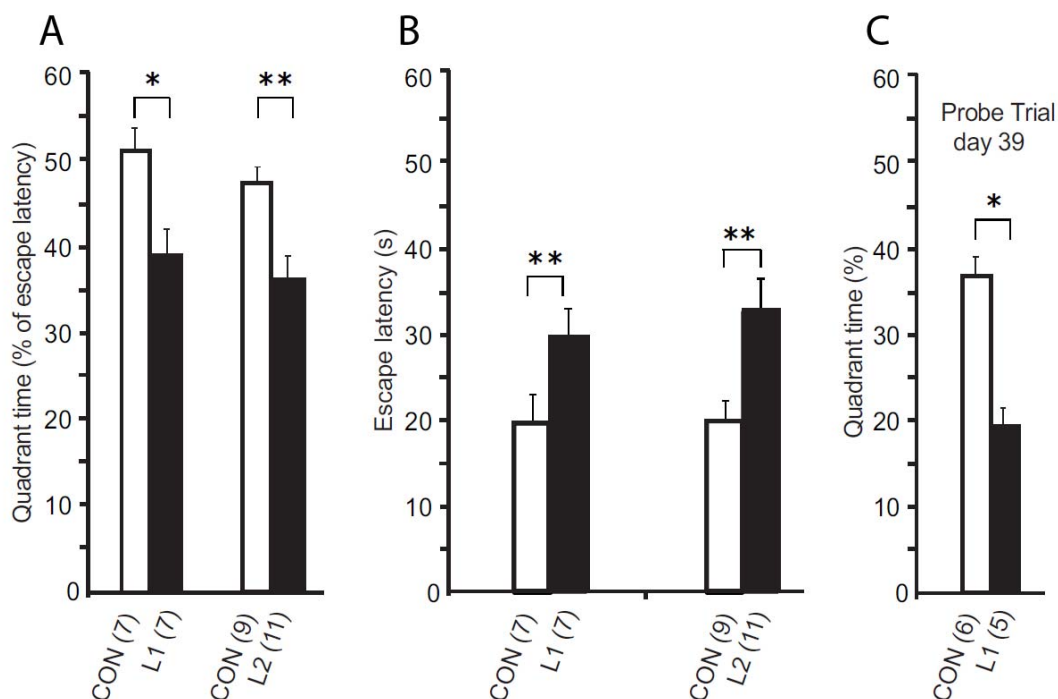 A
Quadrant time (% of escape latency)
60
50
40
30
20
10
0
*
**
CON (7)
L1 (7)
CON (9)
L2 (11)
B
Escape latency (s)
60
50
40
30
20
10
0
**
**
CON (7)
L1 (7)
CON (9)
L2 (11)
C
Quadrant time (%)
60
50
40
30
20
10
0
Probe Trial
day 39
*
CON (6)
L1 (5)